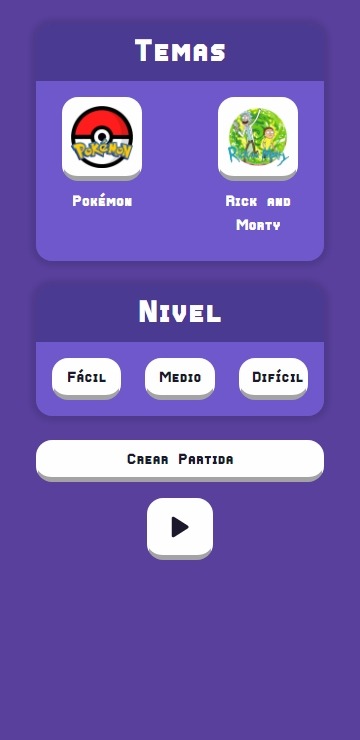 Temas
Pokémon
Pokémon
Rick and Morty
Rick and
Morty
Nivel
Fácil
Medio
Difícil
Crear Partida